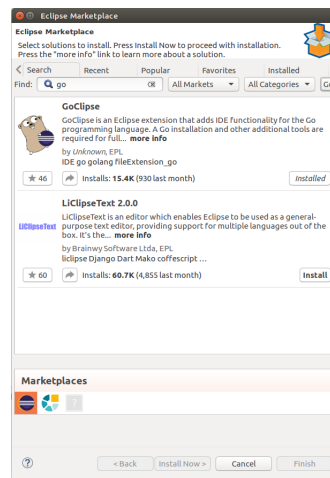 Eclipse Marketplace
Eclipse Marketplace
Select solutions to install. Press Install Now to proceed with installation.
Press the "more info" link to learn more about a solution.
Search Recent Popular Favorites Installed
Find: go All Markets All Categories
GoClipse
GoClipse is an Eclipse extension that adds IDE functionality for the Go
programming language. A Go installation and other additional tools are
required for full... more info
by Unknown, EPL
IDE go golang fileExtension_go
46 Installs: 15.4K (930 last month) Installed
LiClipseText 2.0.0
LiClipseText
LiClipseText is an editor which enables Eclipse to be used as a general-
purpose text editor, providing support for multiple languages out of the
box. It's the... more info
by Brainwy Software Ltda, EPL
liclipse Django Dart Mako coffescript ...
60 Installs: 60.7K (4,855 last month) Install
Marketplaces
?
? < Back Install Now > Cancel Finish